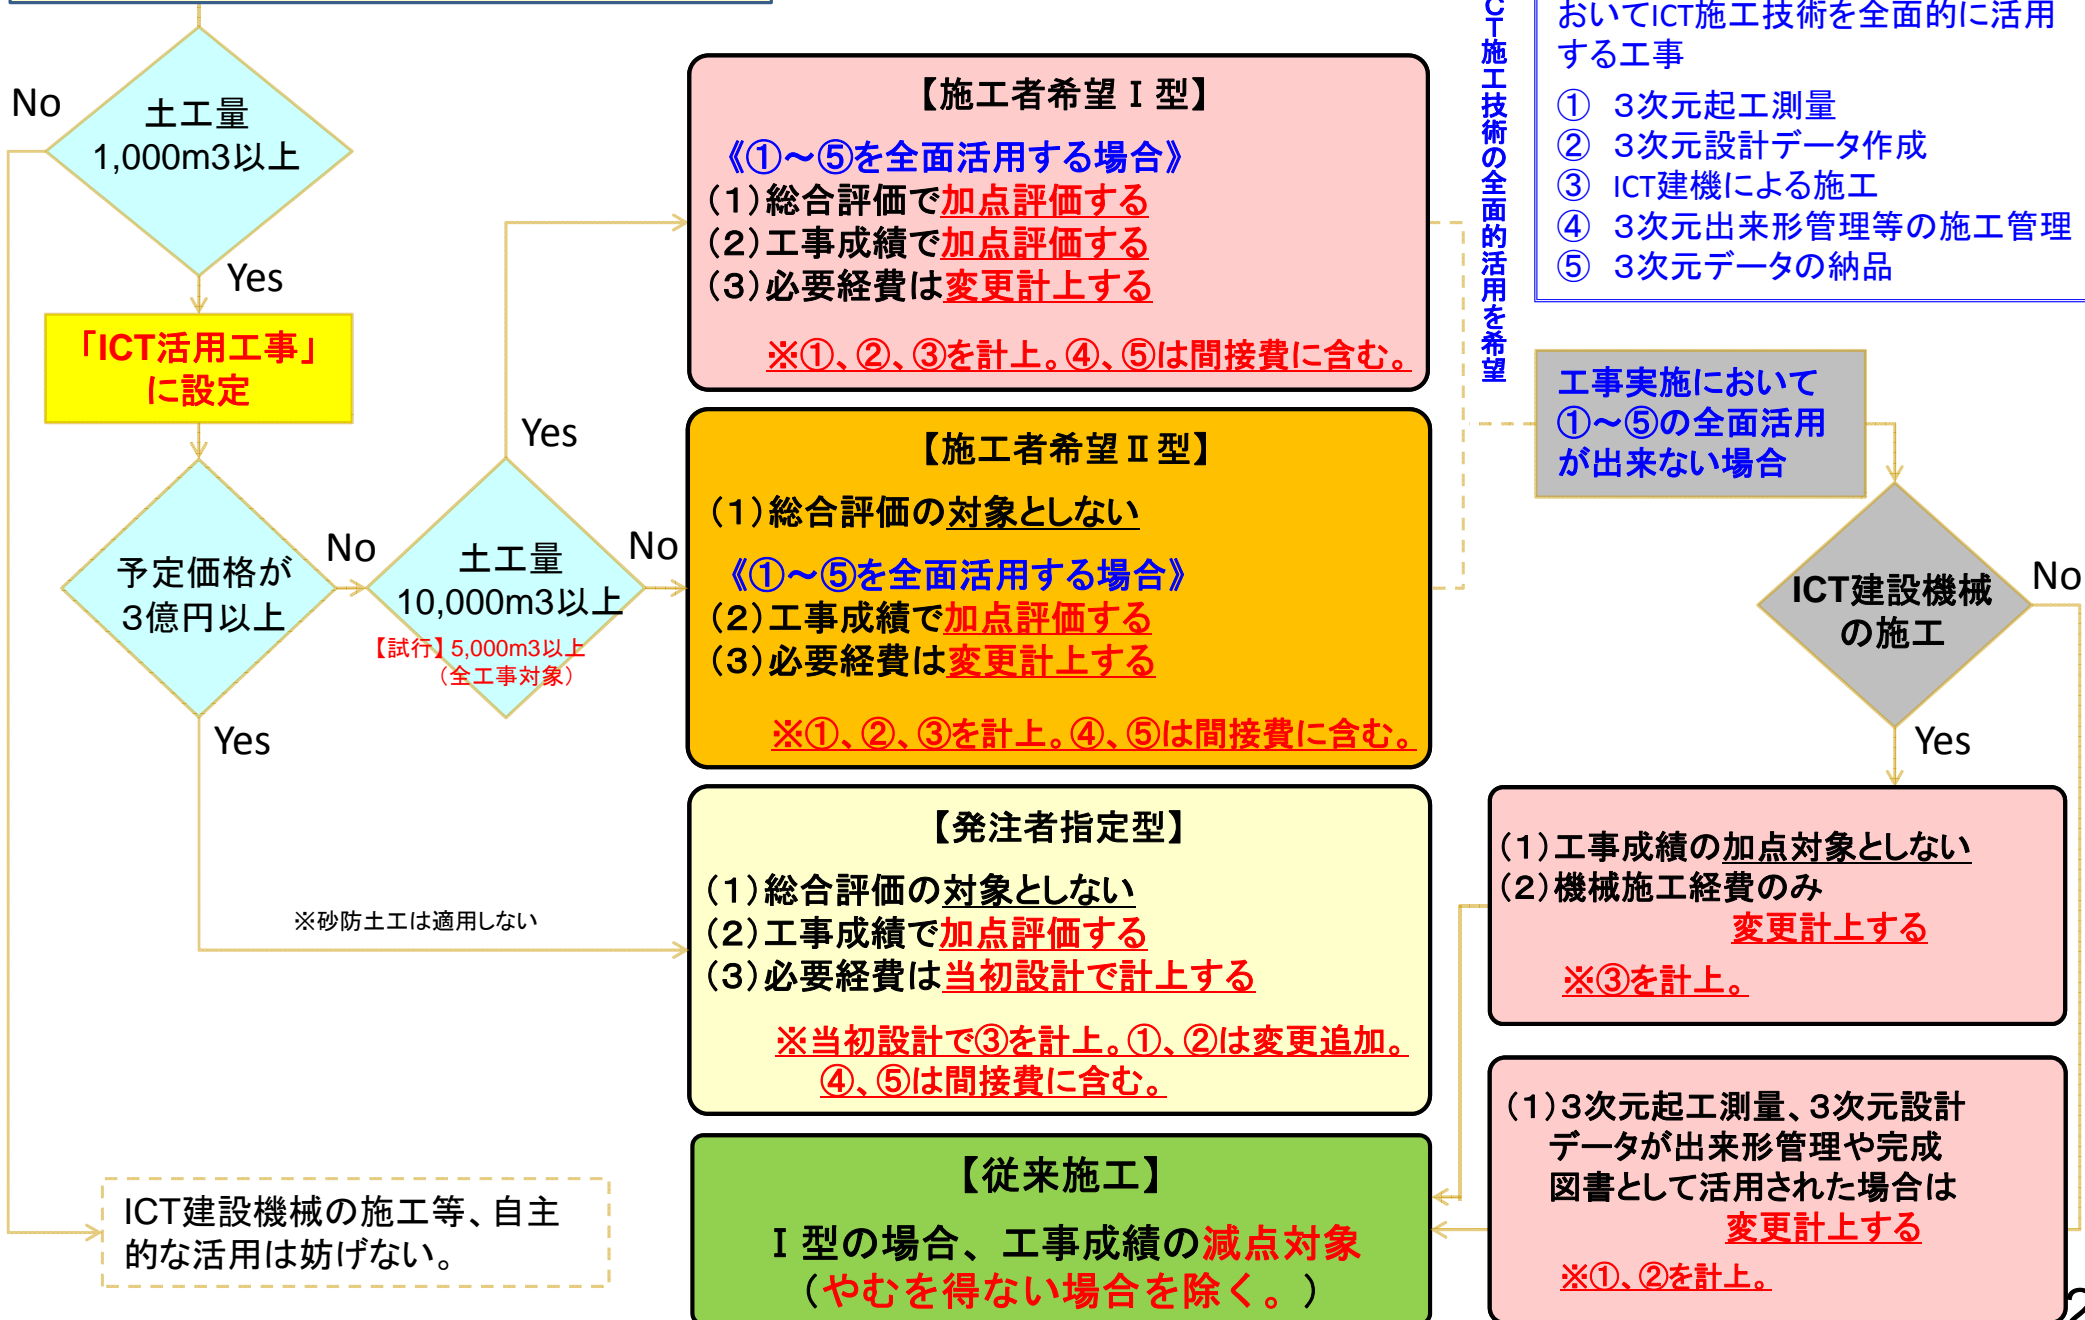 No
土工量
1,000m3以上
Yes
「ICT活用工事」
に設定
予定価格が
3億円以上
No
Yes
※砂防土工は適用しない
土工量
10,000m3以上
【試行】5,000m3以上
（全工事対象）
Yes
No
ICT建設機械の施工等、自主
的な活用は妨げない。
【施工者希望Ⅰ型】
《①～⑤を全面活用する場合》
（１）総合評価で加点評価する
（２）工事成績で加点評価する
（３）必要経費は変更計上する
※①、②、③を計上。④、⑤は間接費に含む。
【施工者希望Ⅱ型】
（１）総合評価の対象としない
《①～⑤を全面活用する場合》
（２）工事成績で加点評価する
（３）必要経費は変更計上する
※①、②、③を計上。④、⑤は間接費に含む。
【発注者指定型】
（１）総合評価の対象としない
（２）工事成績で加点評価する
（３）必要経費は当初設計で計上する
※当初設計で③を計上。①、②は変更追加。
④、⑤は間接費に含む。
【従来施工】
Ⅰ型の場合、工事成績の減点対象
（やむを得ない場合を除く。）
CT施工技術の全面的活用を希望
おいてICT施工技術を全面的に活用
する工事
① ３次元起工測量
② ３次元設計データ作成
③ ICT建機による施工
④ ３次元出来形管理等の施工管理
⑤ ３次元データの納品
工事実施において
①～⑤の全面活用
が出来ない場合
ICT建設機械
の施工
No
Yes
（１）工事成績の加点対象としない
（２）機械施工経費のみ
変更計上する
※③を計上。
（１）３次元起工測量、３次元設計
データが出来形管理や完成
図書として活用された場合は
変更計上する
※①、②を計上。
2